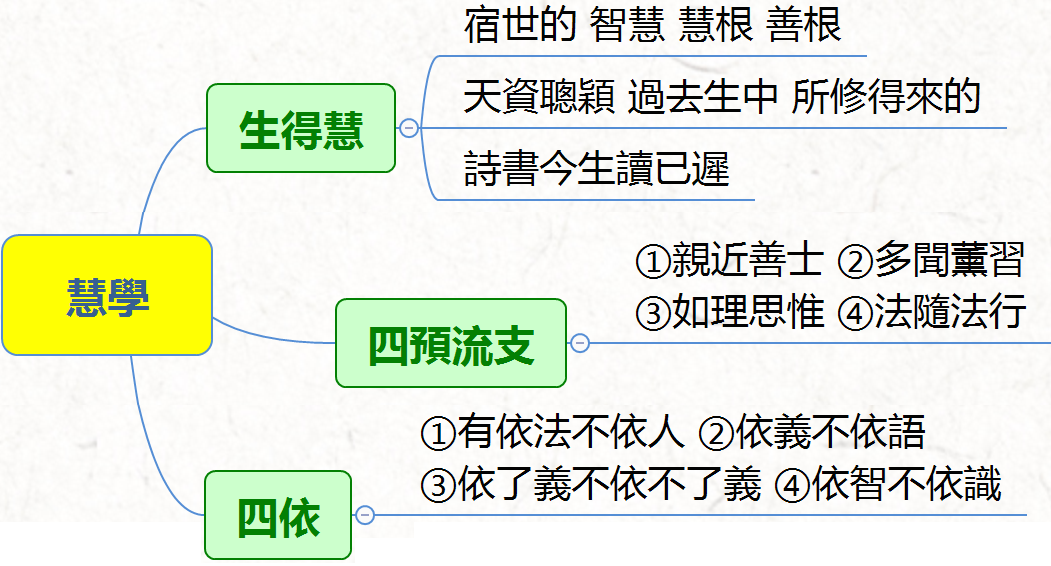 宿世的 智慧 慧根 善根
生得慧
天資聰穎 過去生中 所修得來的
詩書今生讀已遲
慧學
四預流支
①親近善士 ②多聞薰習
③如理思惟 ④法隨法行
四依
①有依法不依人 ②依義不依語
③依了義不依不了義 ④依智不依識